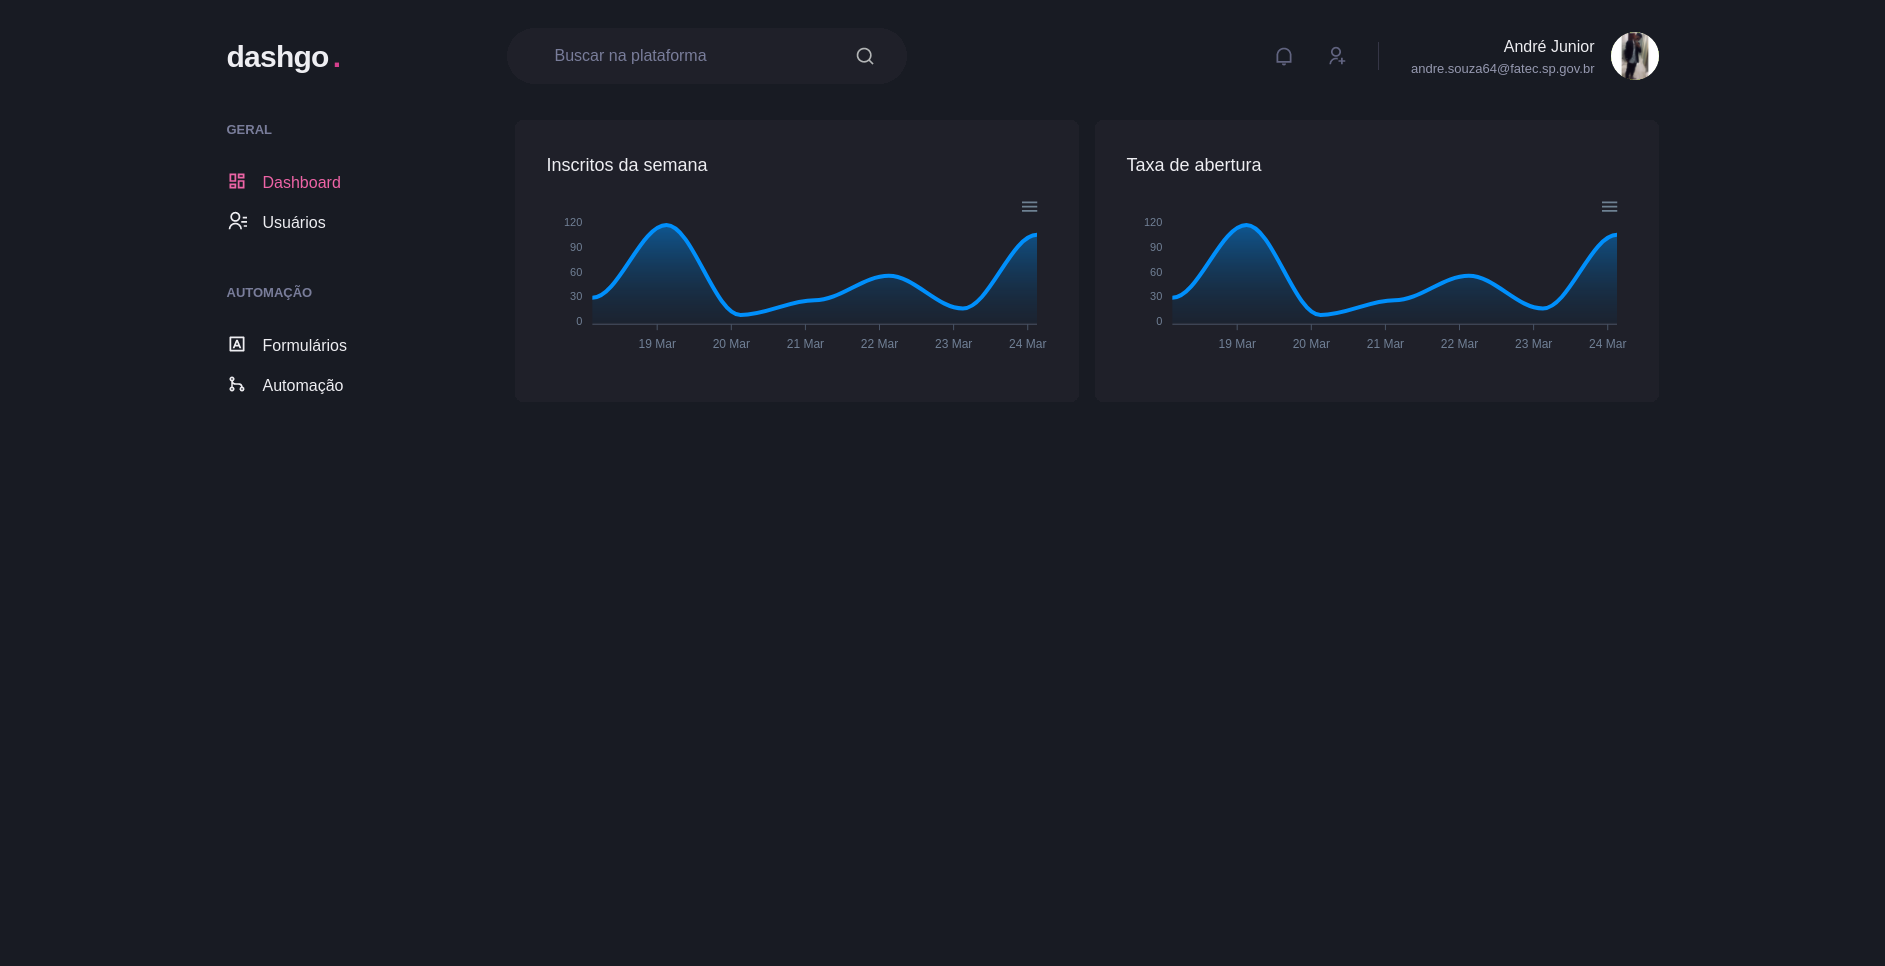 dashgo.
Buscar na plataforma
André Junior
andre.souza64@fatec.sp.gov.br
GERAL
Dashboard
Usuários
AUTOMAÇÃO
Formulários
Automação
Inscritos da semana
120
90
60
30
0
19 Mar 20 Mar 21 Mar 22 Mar 23 Mar 24 Mar
Taxa de abertura
120
90
60
30
0
19 Mar 20 Mar 21 Mar 22 Mar 23 Mar 24 Mar